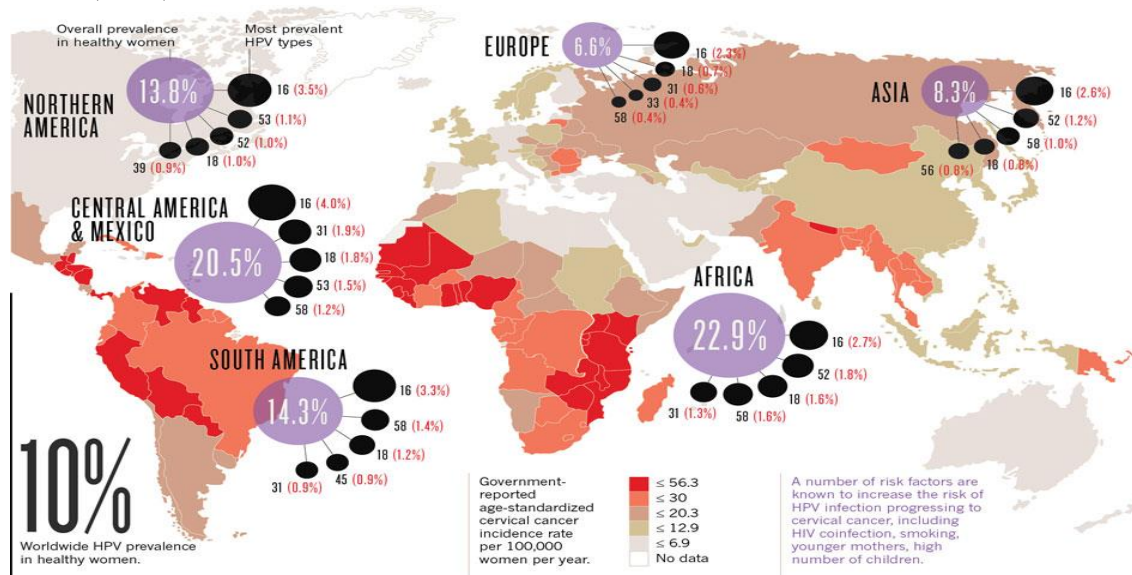 Overall prevalence
in healthy women
Most prevalent
HPV types
NORTHERN
AMERICA
13.8%
16 (3.5%)
53 (1.1%)
52 (1.0%)
18 (1.0%)
39 (0.9%)
EUROPE
6.6%
16 (2.3%)
18 (0.7%)
31 (0.6%)
33 (0.4%)
58 (0.4%)
ASIA
8.3%
16 (2.6%)
52 (1.2%)
58 (1.0%)
18 (0.8%)
56 (0.8%)
CENTRAL AMERICA
& MEXICO
20.5%
16 (4.0%)
31 (1.9%)
18 (1.8%)
53 (1.5%)
58 (1.2%)
AFRICA
22.9%
16 (2.7%)
52 (1.8%)
18 (1.6%)
58 (1.6%)
31 (1.3%)
SOUTH AMERICA
14.3%
16 (3.3%)
58 (1.4%)
18 (1.2%)
45 (0.9%)
31 (0.9%)
10%
Worldwide HPV prevalence
in healthy women.
Government-
reported
age-standardized
cervical cancer
incidence rate
per 100,000
women per year.
≤ 56.3
≤ 30
≤ 20.3
≤ 12.9
≤ 6.9
No data
A number of risk factors are
known to increase the risk of
HPV infection progressing to
cervical cancer, including
HIV coinfection, smoking,
younger mothers, high
number of children.